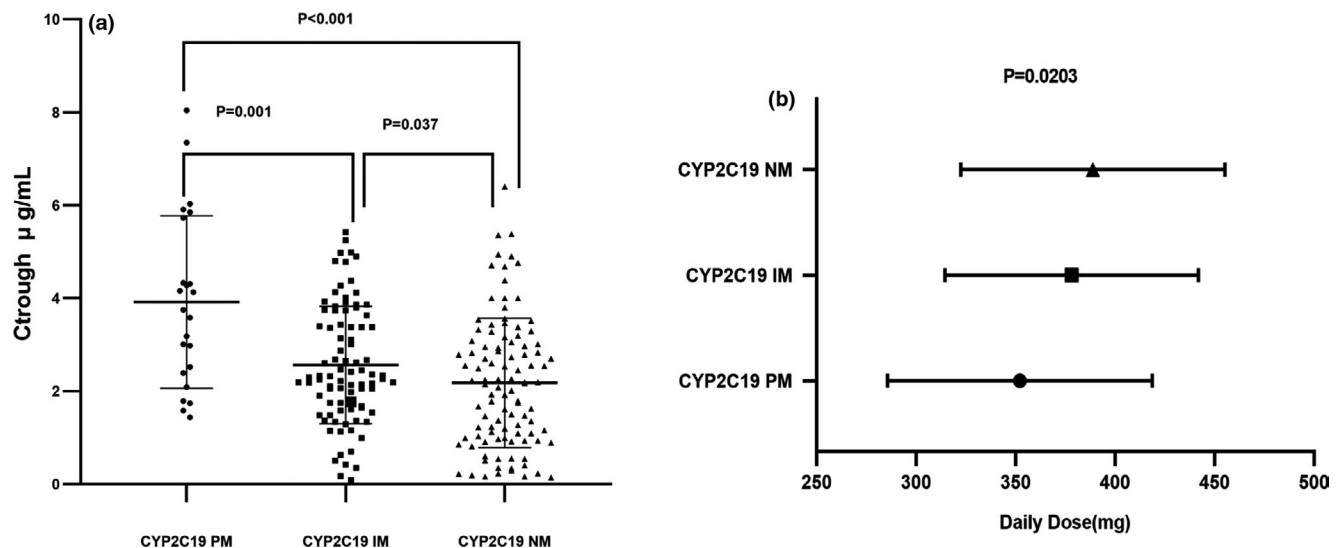 (a)
P<0.001
P=0.001
P=0.037
Ctrough μ g/mL
10
8
6
4
2
0
CYP2C19 PM
CYP2C19 IM
CYP2C19 NM
(b)
P=0.0203
CYP2C19 NM
CYP2C19 IM
CYP2C19 PM
250
300
350
400
450
500
Daily Dose(mg)